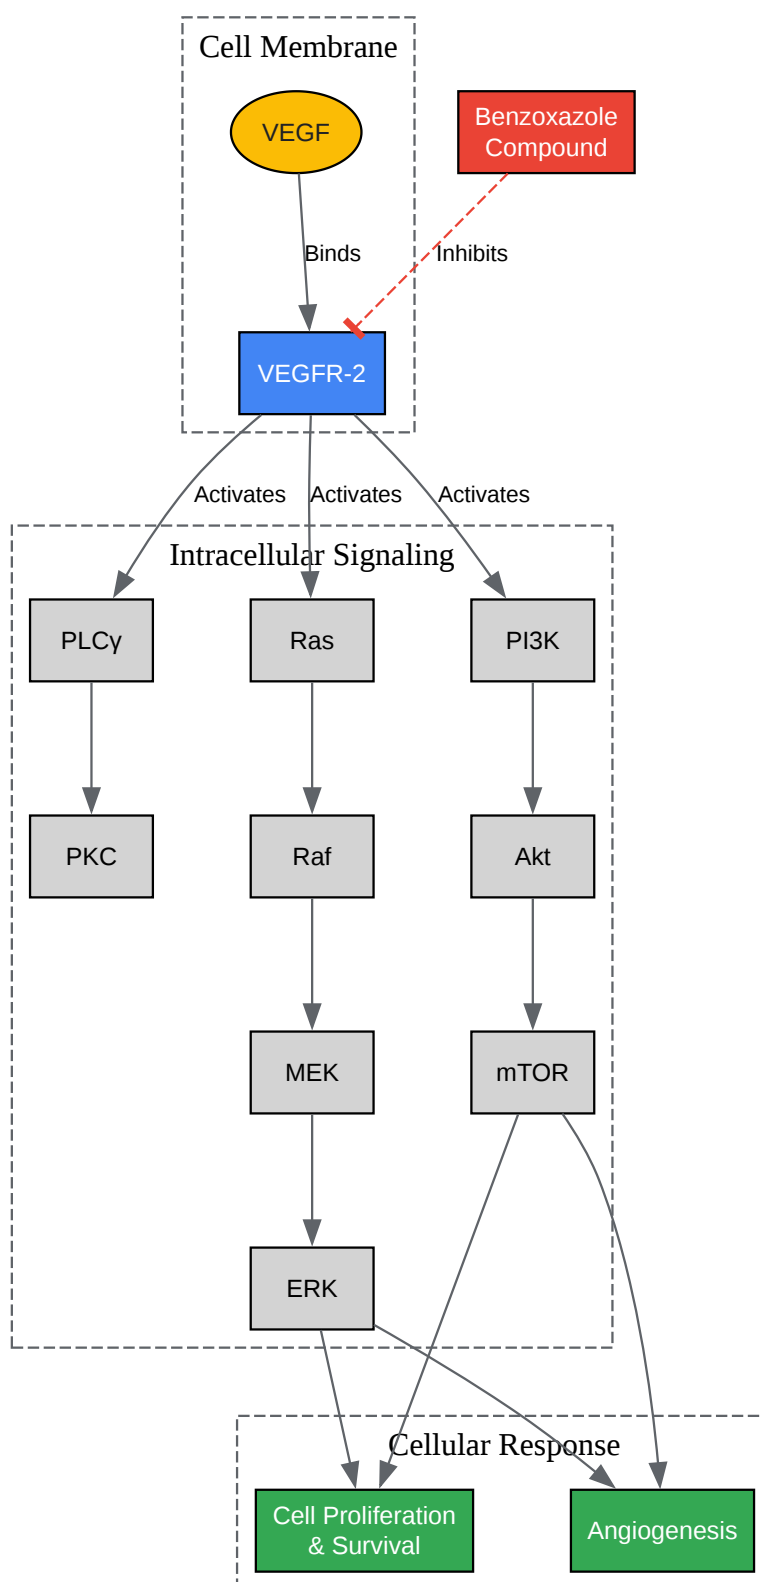 Cell Membrane
VEGF
Benzoxazole
Compound
Binds
Inhibits
VEGFR-2
Activates
Activates
Activates
Intracellular Signaling
PLCγ
Ras
PI3K
PKC
Raf
Akt
MEK
mTOR
ERK
Cellular Response
Cell Proliferation
& Survival
Angiogenesis